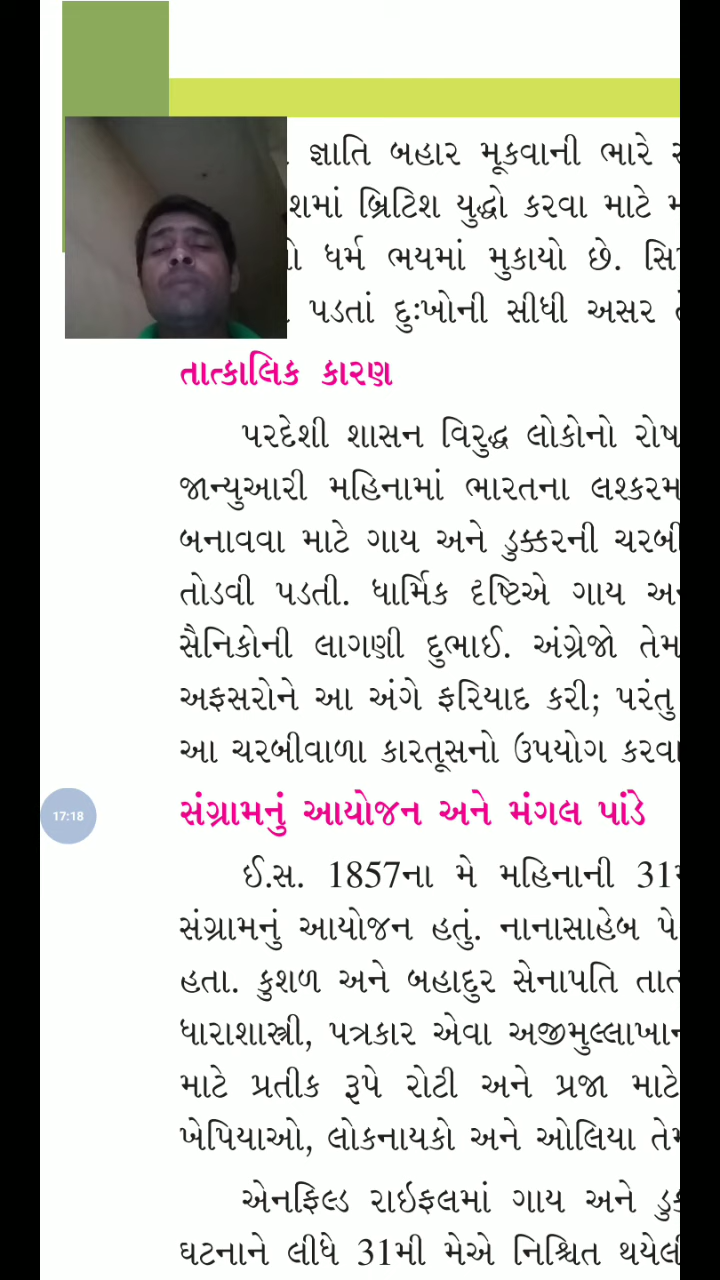 જ્ઞાતિ બહાર મૂકવાની ભારે
શમાં બ્રિટિશ યુદ્ધો કરવા માટે
ધર્મ ભયમાં મુકાયો છે.
પડતાં દુઃખોની સીધી અસર
તાત્કાલિક કારણ
પરદેશી શાસન વિરુદ્ધ લોકોનો રોષ
જાન્યુઆરી મહિનામાં ભારતના લશ્કરમ
બનાવવા માટે ગાય અને ડુક્કરની ચરબી
તોડવી પડતી. ધાર્મિક દૃષ્ટિએ ગાય
સૈનિકોની લાગણી દુભાઈ. અંગ્રેજો તેમ
અફસરોને આ અંગે ફરિયાદ કરી; પરંતુ
આ ચરબીવાળા કારતૂસનો ઉપયોગ કરવા
17:18
સંગ્રામનું આયોજન અને મંગલ પાંડે
ઈ.સ. 1857ના મે મહિનાની 31
સંગ્રામનું આયોજન હતું. નાનાસાહેબ પે
હતા. કુશળ અને બહાદુર સેનાપતિ
ધારાશાસ્ત્રી, પત્રકાર એવા અજીમુલ્લાખાન
માટે પ્રતીક રૂપે રોટી અને પ્રજા માટે
ખેપિયાઓ, લોકનાયકો અને ઓલિયા તેમ
એનફિલ્ડ રાઇફલમાં ગાય અને
ઘટનાને લીધે 31મી મેએ નિશ્ચિત થયેલી